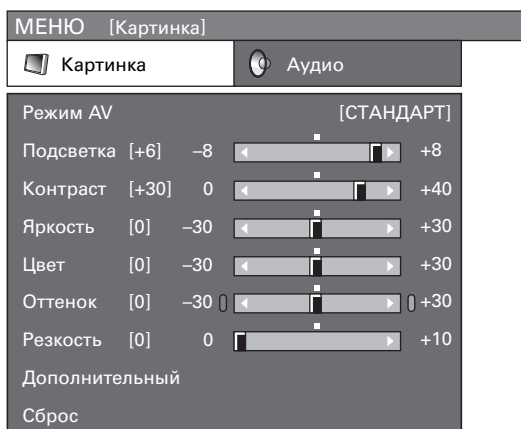 МЕНЮ [Картинка]
Картинка Аудио
Режим AV [СТАНДАРТ]
Подсветка [+6] –8 +8
Контраст [+30] 0 +40
Яркость [0] –30 +30
Цвет [0] –30 +30
Оттенок [0] –30 +30
Резкость [0] 0 +10
Дополнительный
Сброс